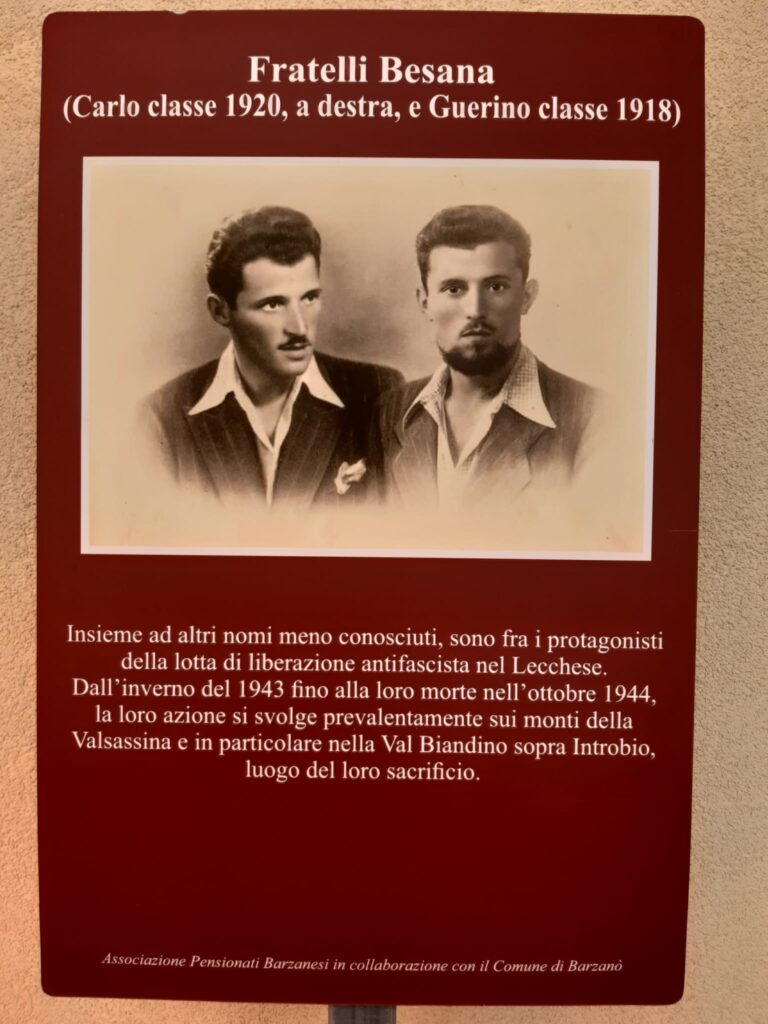 Fratelli Besana
(Carlo classe 1920, a destra, e Guerino classe 1918)
Insieme ad altri nomi meno conosciuti, sono fra i protagonisti
della lotta di liberazione antifascista nel Lecchese.
Dall'inverno del 1943 fino alla loro morte nell'ottobre 1944,
la loro azione si svolge prevalentamente sui monti della
Valsassina e in particolare nella Val Biandino sopra Introbio,
luogo del loro sacrificio.
Associazione Pensionati Barzanesi in collaborazione con il Comune di Barzanò